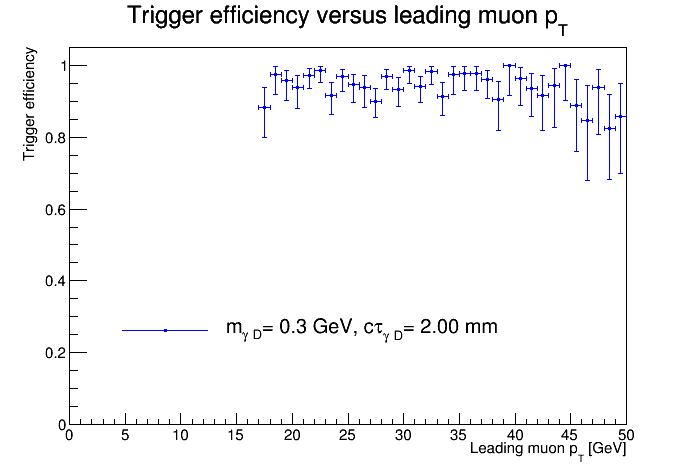 Trigger efficiency versus leading muon p_T
Trigger efficiency
1
0.8
0.6
0.4
0.2
0
m_γ D= 0.3 GeV, cτ_γ D= 2.00 mm
0 5 10 15 20 25 30 35 40 45 50
Leading muon p_T [GeV]